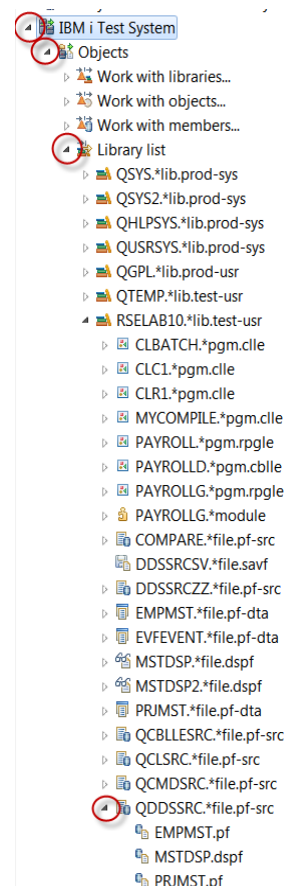 IBM i Test System
Objects
Work with libraries...
Work with objects...
Work with members...
Library list
QSYS.*lib.prod-sys
QSYS2.*lib.prod-sys
QHLPSYS.*lib.prod-sys
QUSRSYS.*lib.prod-sys
QGPL.*lib.prod-usr
QTEMP.*lib.test-usr
RSELAB10.*lib.test-usr
CLBATCH.*pgm.clle
CLC1.*pgm.clle
CLR1.*pgm.clle
MYCOMPILE.*pgm.clle
PAYROLL.*pgm.rpgle
PAYROLLD.*pgm.cblle
PAYROLLG.*pgm.rpgle
PAYROLLG.*module
COMPARE.*file.pf-src
DDSSRCSV.*file.savf
DDSSRCZZ.*file.pf-src
EMPMST.*file.pf-dta
EVFEVENT.*file.pf-dta
MSTDSP.*file.dspf
MSTDSP2.*file.dspf
PRJMST.*file.pf-dta
QCBLLESRC.*file.pf-src
QCLSRC.*file.pf-src
QCMDSRC.*file.pf-src
QDDSSRC.*file.pf-src
EMPMST.pf
MSTDSP.dspf
PRJMST.pf